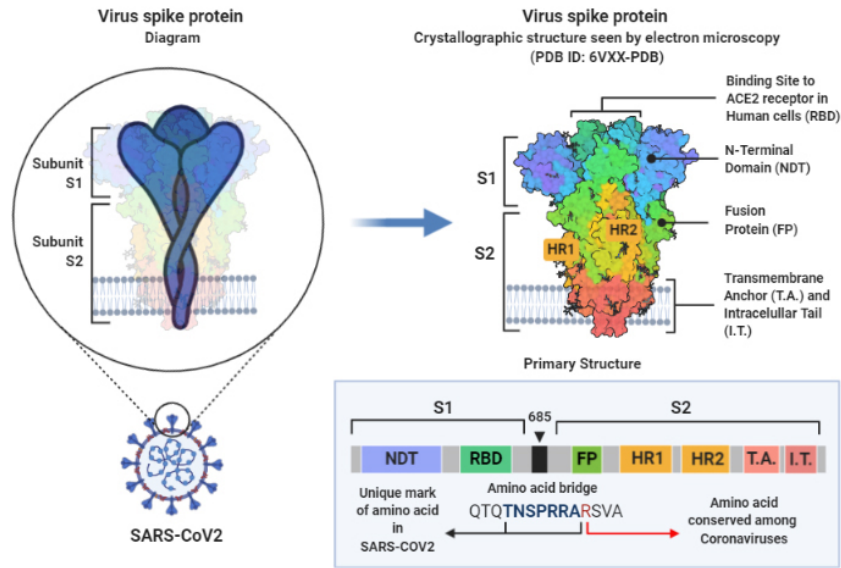 Virus spike protein
Diagram
Subunit
S1
Subunit
S2
SARS-CoV2
Virus spike protein
Crystallographic structure seen by electron microscopy
(PDB ID: 6VXX-PDB)
S1
S2
HR1
HR2
Binding Site to
ACE2 receptor in
Human cells (RBD)
N-Terminal
Domain (NDT)
Fusion
Protein (FP)
Transmembrane
Anchor (T.A.) and
Intracelullar Tail
(I.T.)
Primary Structure
S1
685
S2
NDT RBD FP HR1 HR2 T.A. I.T.
Unique mark
of amino acid
in
SARS-COV2
Amino acid bridge
QTQTNSPRRARSVA
Amino acid
conserved among
Coronaviruses